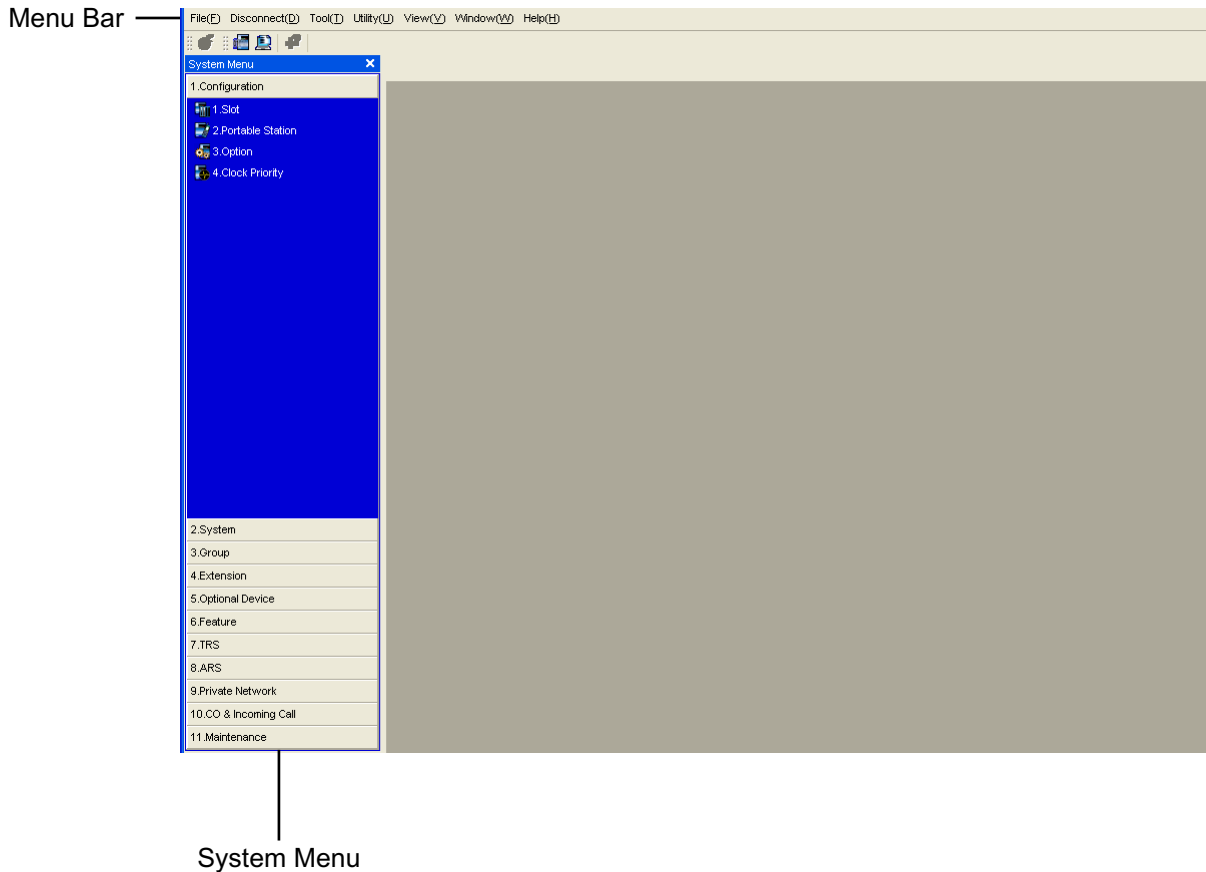 Menu Bar
File(F) Disconnect(D) Tool(T) Utility(U) View(V) Window(W) Help(H)
System Menu
1.Configuration
1.Slot
2.Portable Station
3.Option
4.Clock Priority
2.System
3.Group
4.Extension
5.Optional Device
6.Feature
7.TRS
8.ARS
9.Private Network
10.CO & Incoming Call
11.Maintenance
System Menu